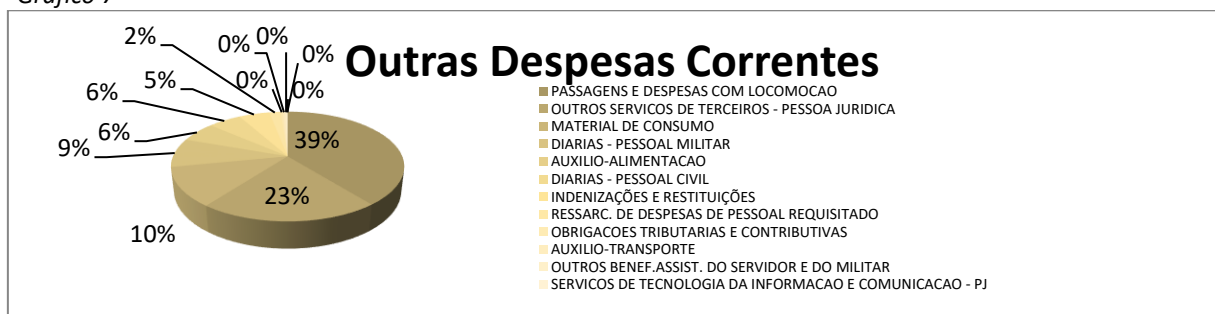 Outras Despesas Correntes
2%
0%
0%
0%
5%
0%
0%
6%
6%
9%
39%
23%
10%
PASSAGENS E DESPESAS COM LOCOMOCAO
OUTROS SERVICOS DE TERCEIROS - PESSOA JURIDICA
MATERIAL DE CONSUMO
DIARIAS - PESSOAL MILITAR
AUXILIO-ALIMENTACAO
DIARIAS - PESSOAL CIVIL
INDENIZAÇÕES E RESTITUIÇÕES
RESSARC. DE DESPESAS DE PESSOAL REQUISITADO
OBRIGACOES TRIBUTARIAS E CONTRIBUTIVAS
AUXILIO-TRANSPORTE
OUTROS BENEF.ASSIST. DO SERVIDOR E DO MILITAR
SERVICOS DE TECNOLOGIA DA INFORMACAO E COMUNICACAO - PJ